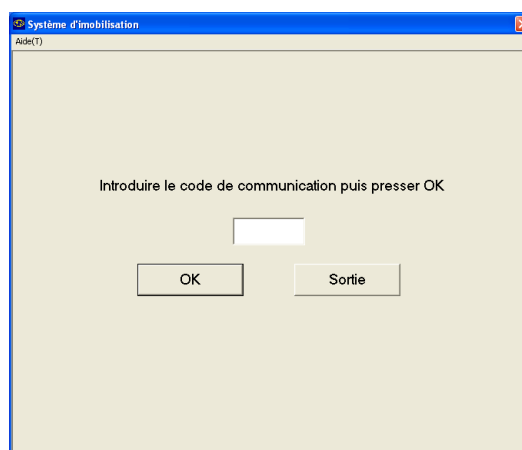 Système d'imobilisation
Aide(T)
Introduire le code de communication puis presser OK
OK
Sortie